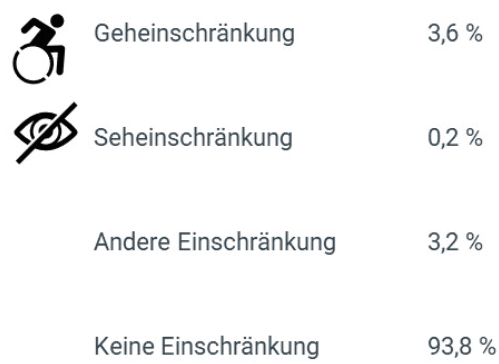 Geheinschränkung 3,6 %
Seheinschränkung 0,2 %
Andere Einschränkung 3,2 %
Keine Einschränkung 93,8 %